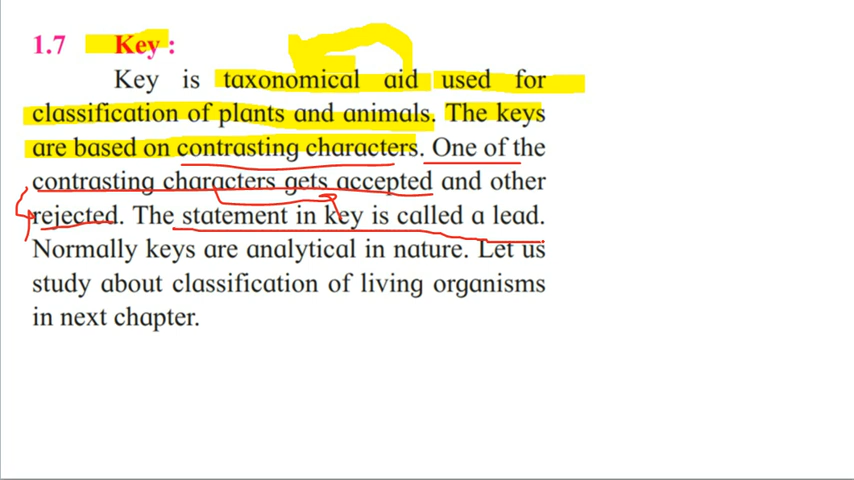 1.7 Key :
Key is taxonomical aid used for
classification of plants and animals. The keys
are based on contrasting characters. One of the
contrasting characters gets accepted and other
rejected. The statement in key is called a lead.
Normally keys are analytical in nature. Let us
study about classification of living organisms
in next chapter.